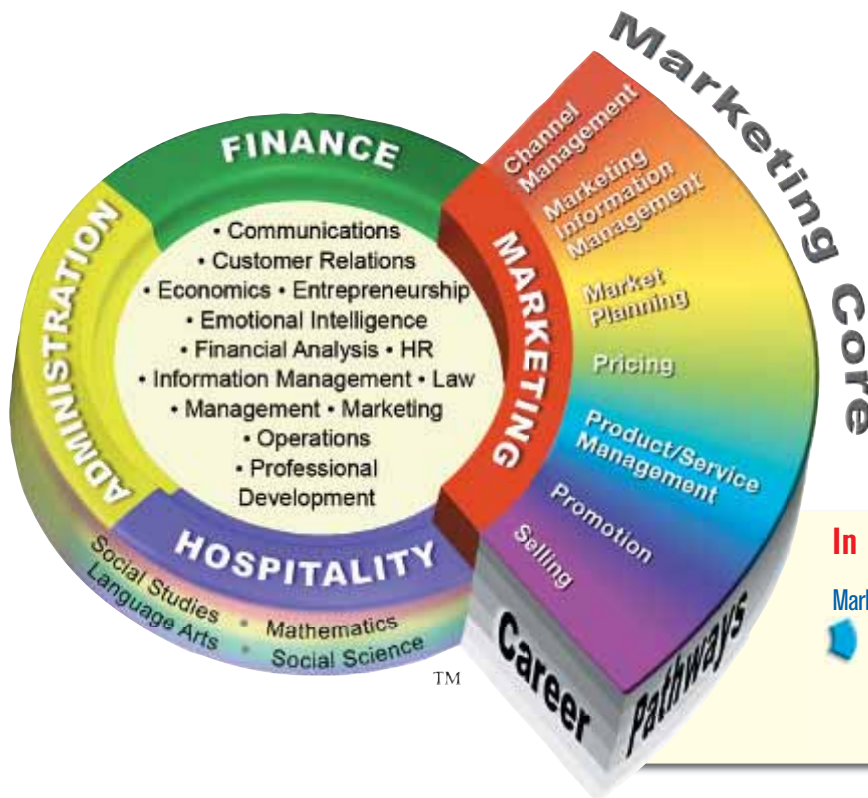 Marketing Core
FINANCE
ADMINISTRATION
MARKETING
HOSPITALITY
• Communications
• Customer Relations
• Economics • Entrepreneurship
• Emotional Intelligence
• Financial Analysis • HR
• Information Management • Law
• Management • Marketing
• Operations
• Professional
Development
Channel
Management
Marketing
Information
Management
Market
Planning
Pricing
Product/Service
Management
Promotion
Selling
Social Studies • Mathematics
Language Arts • Social Science
TM
Career Pathways
In